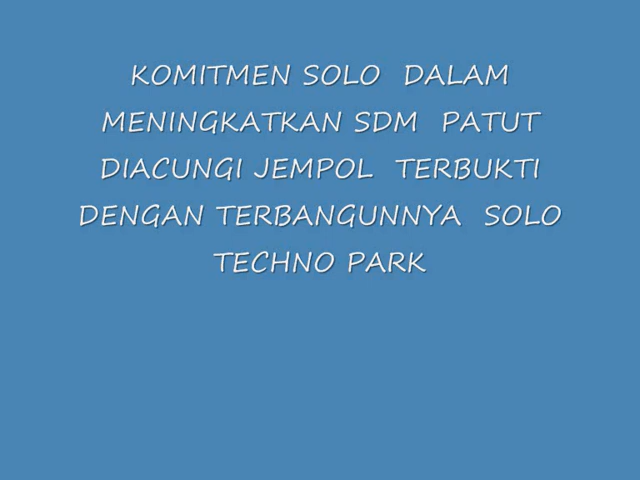 KOMITMEN SOLO  DALAM
MENINGKATKAN SDM  PATUT
DIACUNGI JEMPOL  TERBUKTI
DENGAN TERBANGUNNYA  SOLO
TECHNO PARK